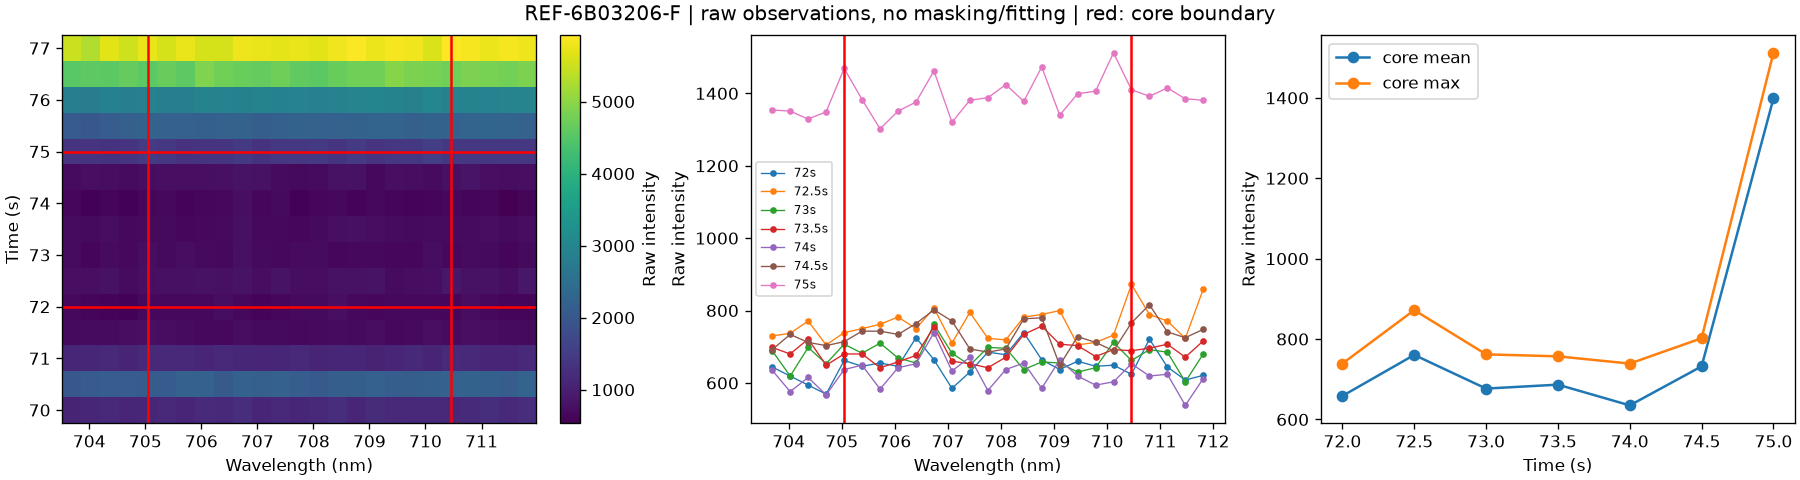 REF-6B03206-F | raw observations, no masking/fitting | red: core boundary
77
76
75
74
73
72
71
70
Time (s)
704
705
706
707
708
709
710
711
Wavelength (nm)
5000
4000
3000
2000
1000
Raw intensity
1400
1200
1000
800
600
Raw intensity
72s
72.5s
73s
73.5s
74s
74.5s
75s
704
705
706
707
708
709
710
711
712
Wavelength (nm)
core mean
core max
1400
1200
1000
800
600
Raw intensity
72.0
72.5
73.0
73.5
74.0
74.5
75.0
Time (s)